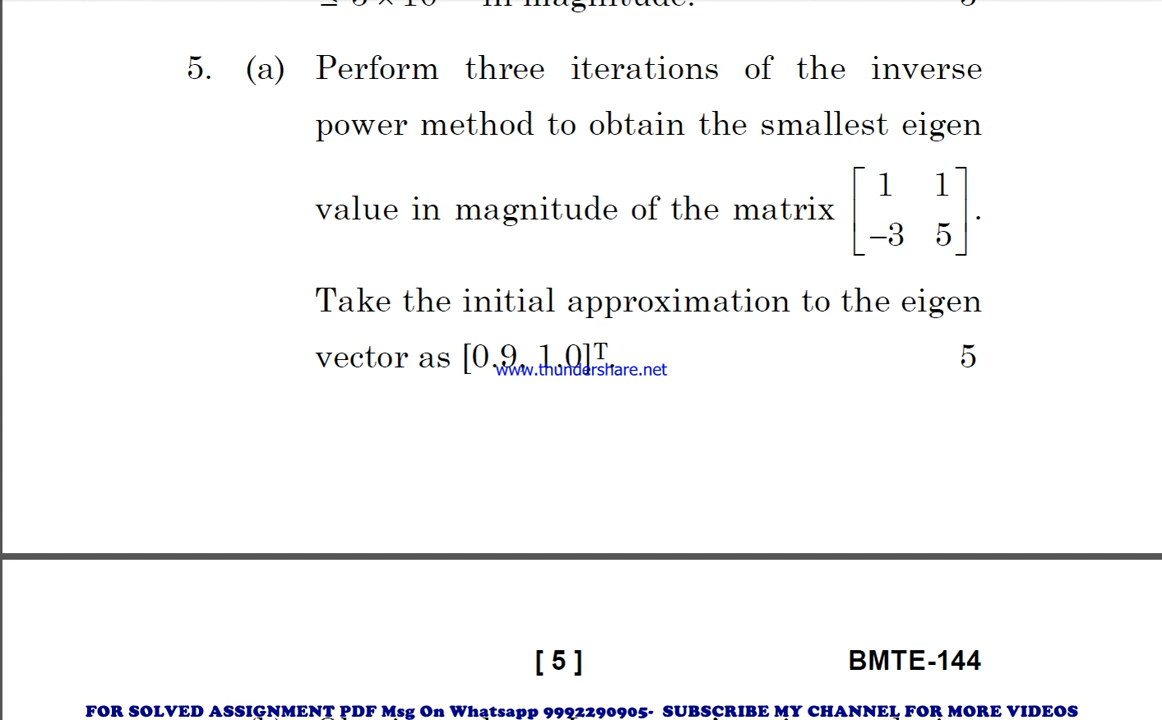 5. (a) Perform three iterations of the inverse
power method to obtain the smallest eigen
value in magnitude of the matrix [ 1 1
-3 5 ].
Take the initial approximation to the eigen
vector as [0.9, 1.0]ᵀ. 5
www.thundershare.net
[ 5 ] BMTE-144
FOR SOLVED ASSIGNMENT PDF Msg On Whatsapp 9992290905- SUBSCRIBE MY CHANNEL FOR MORE VIDEOS